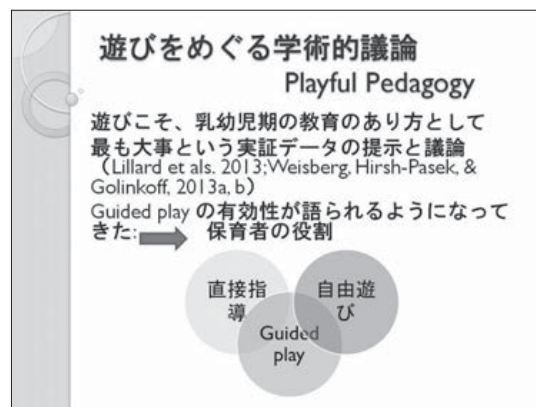 遊びをめぐる学術的議論
Playful Pedagogy
遊びこそ、乳幼児期の教育のあり方として
最も大事という実証データの提示と議論
（Lillard et als. 2013;Weisberg, Hirsh-Pasek, &
Golinkoff, 2013a, b）
Guided play の有効性が語られるようになって
きた: 保育者の役割
直接指
導
自由遊
び
Guided
play